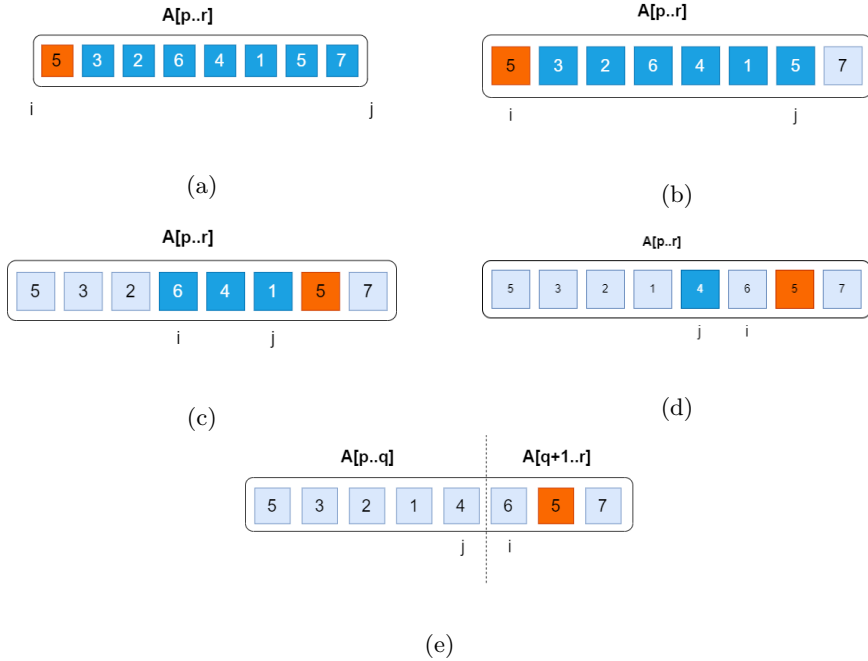 A[p..r]
5 3 2 6 4 1 5 7
i j
(a)
A[p..r]
5 3 2 6 4 1 5 7
i j
(b)
A[p..r]
5 3 2 6 4 1 5 7
i j
(c)
A[p..r]
5 3 2 1 4 6 5 7
j i
(d)
A[p..q] A[q+1..r]
5 3 2 1 4 6 5 7
j i
(e)